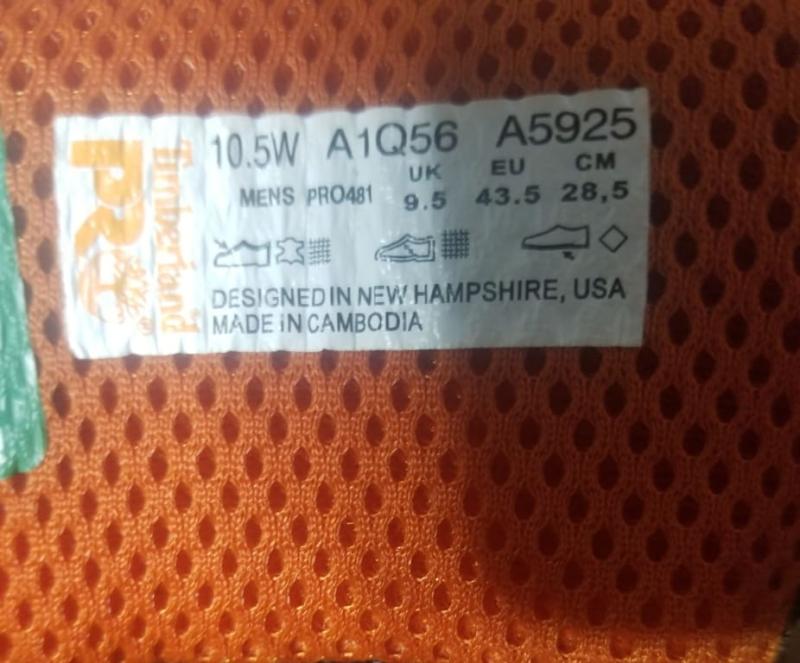 PRO
Timberland
10.5W A1Q56 A5925
UK EU CM
MENS PRO481 9.5 43.5 28,5
DESIGNED IN NEW HAMPSHIRE, USA
MADE IN CAMBODIA